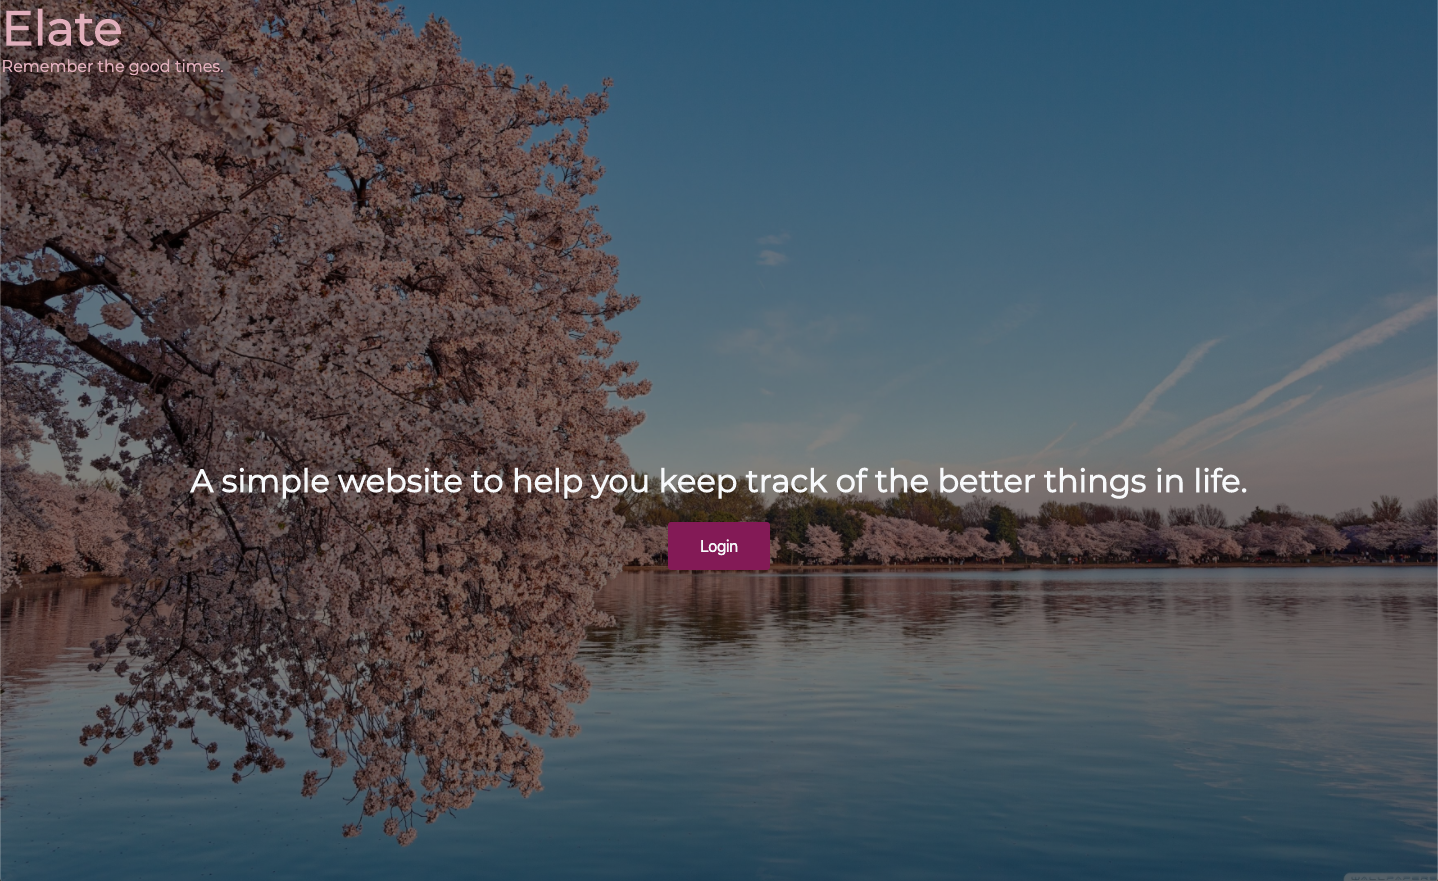 Elate
Remember the good times.
A simple website to help you keep track of the better things in life.
Login